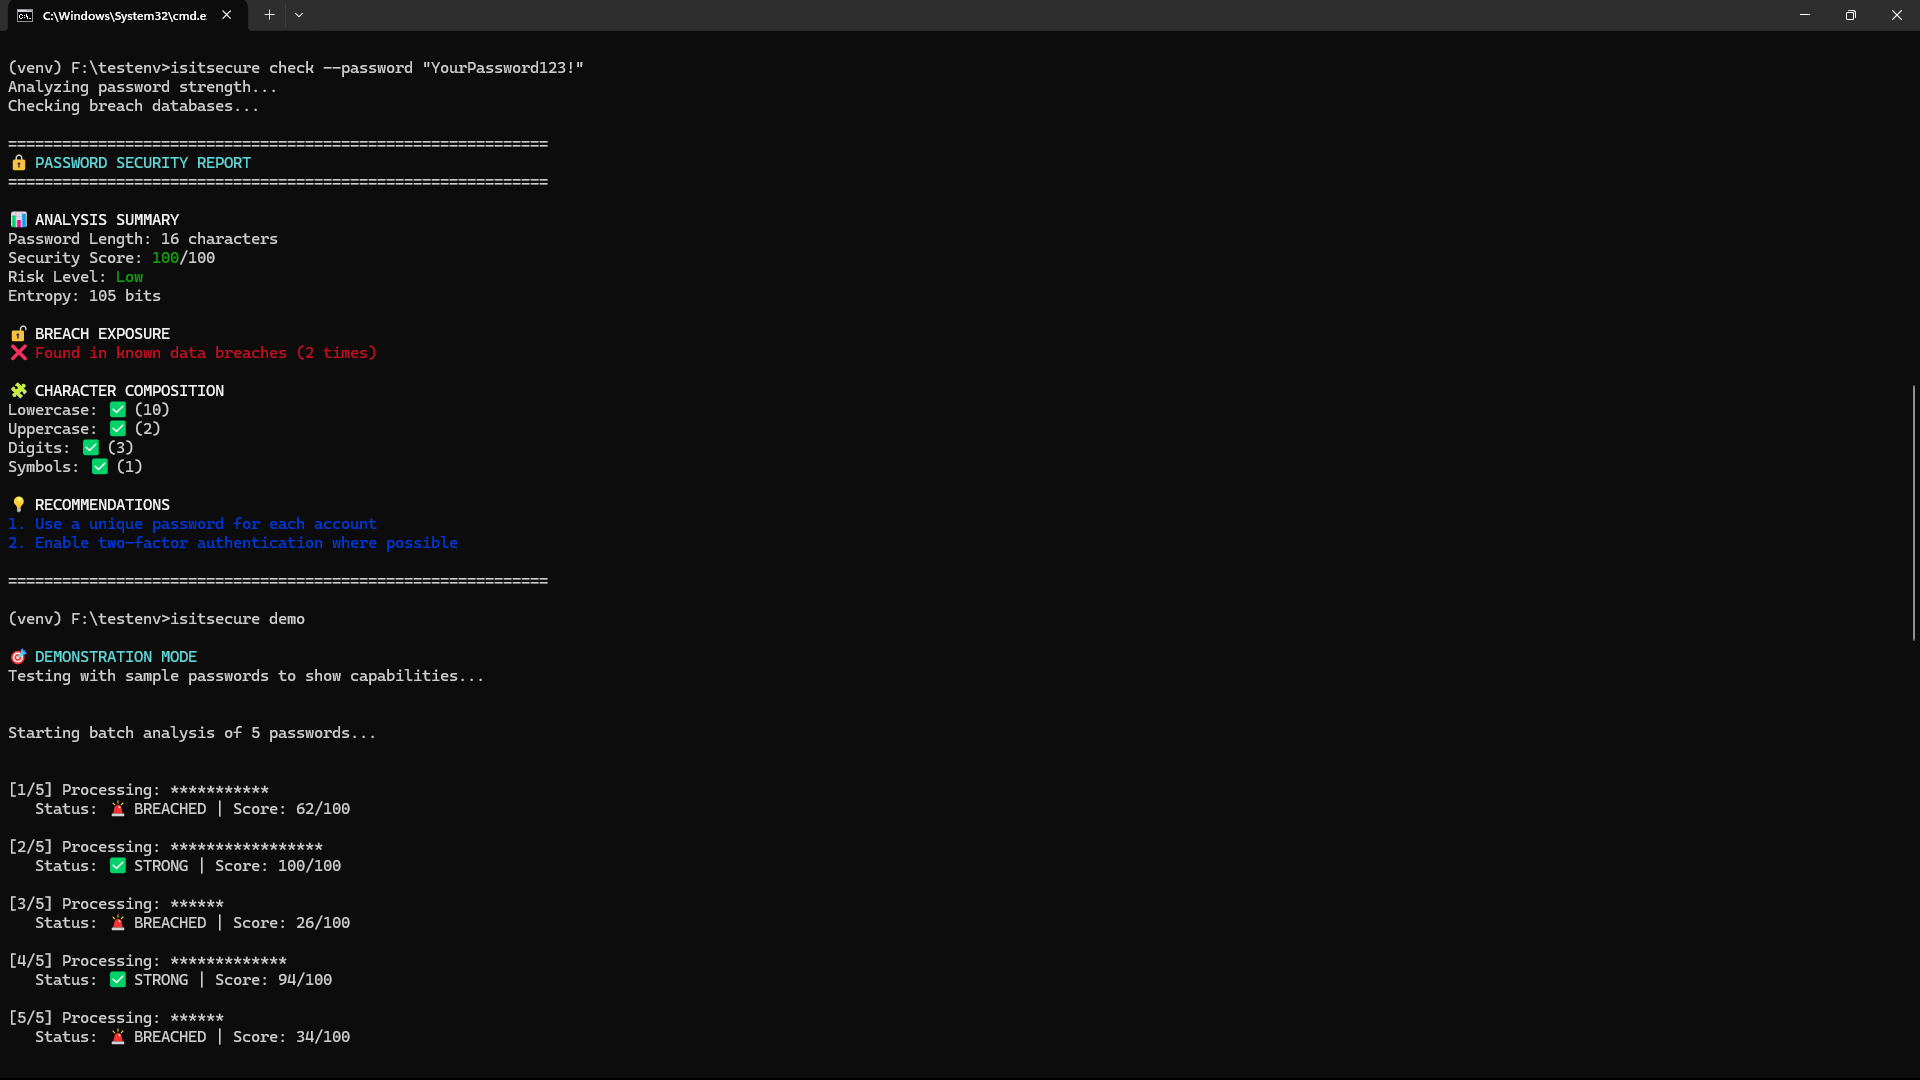 C:\Windows\System32\cmd.e
(venv) F:\testenv>isitsecure check --password "YourPassword123!"
Analyzing password strength...
Checking breach databases...
============================================================
🔒 PASSWORD SECURITY REPORT
============================================================
📊 ANALYSIS SUMMARY
Password Length: 16 characters
Security Score: 100/100
Risk Level: Low
Entropy: 105 bits
🔓 BREACH EXPOSURE
❌ Found in known data breaches (2 times)
🧩 CHARACTER COMPOSITION
Lowercase: ✅ (10)
Uppercase: ✅ (2)
Digits: ✅ (3)
Symbols: ✅ (1)
💡 RECOMMENDATIONS
1. Use a unique password for each account
2. Enable two-factor authentication where possible
============================================================
(venv) F:\testenv>isitsecure demo
🎯 DEMONSTRATION MODE
Testing with sample passwords to show capabilities...
Starting batch analysis of 5 passwords...
[1/5] Processing: ***********
Status: 🚨 BREACHED | Score: 62/100
[2/5] Processing: *****************
Status: ✅ STRONG | Score: 100/100
[3/5] Processing: ******
Status: 🚨 BREACHED | Score: 26/100
[4/5] Processing: *************
Status: ✅ STRONG | Score: 94/100
[5/5] Processing: ******
Status: 🚨 BREACHED | Score: 34/100